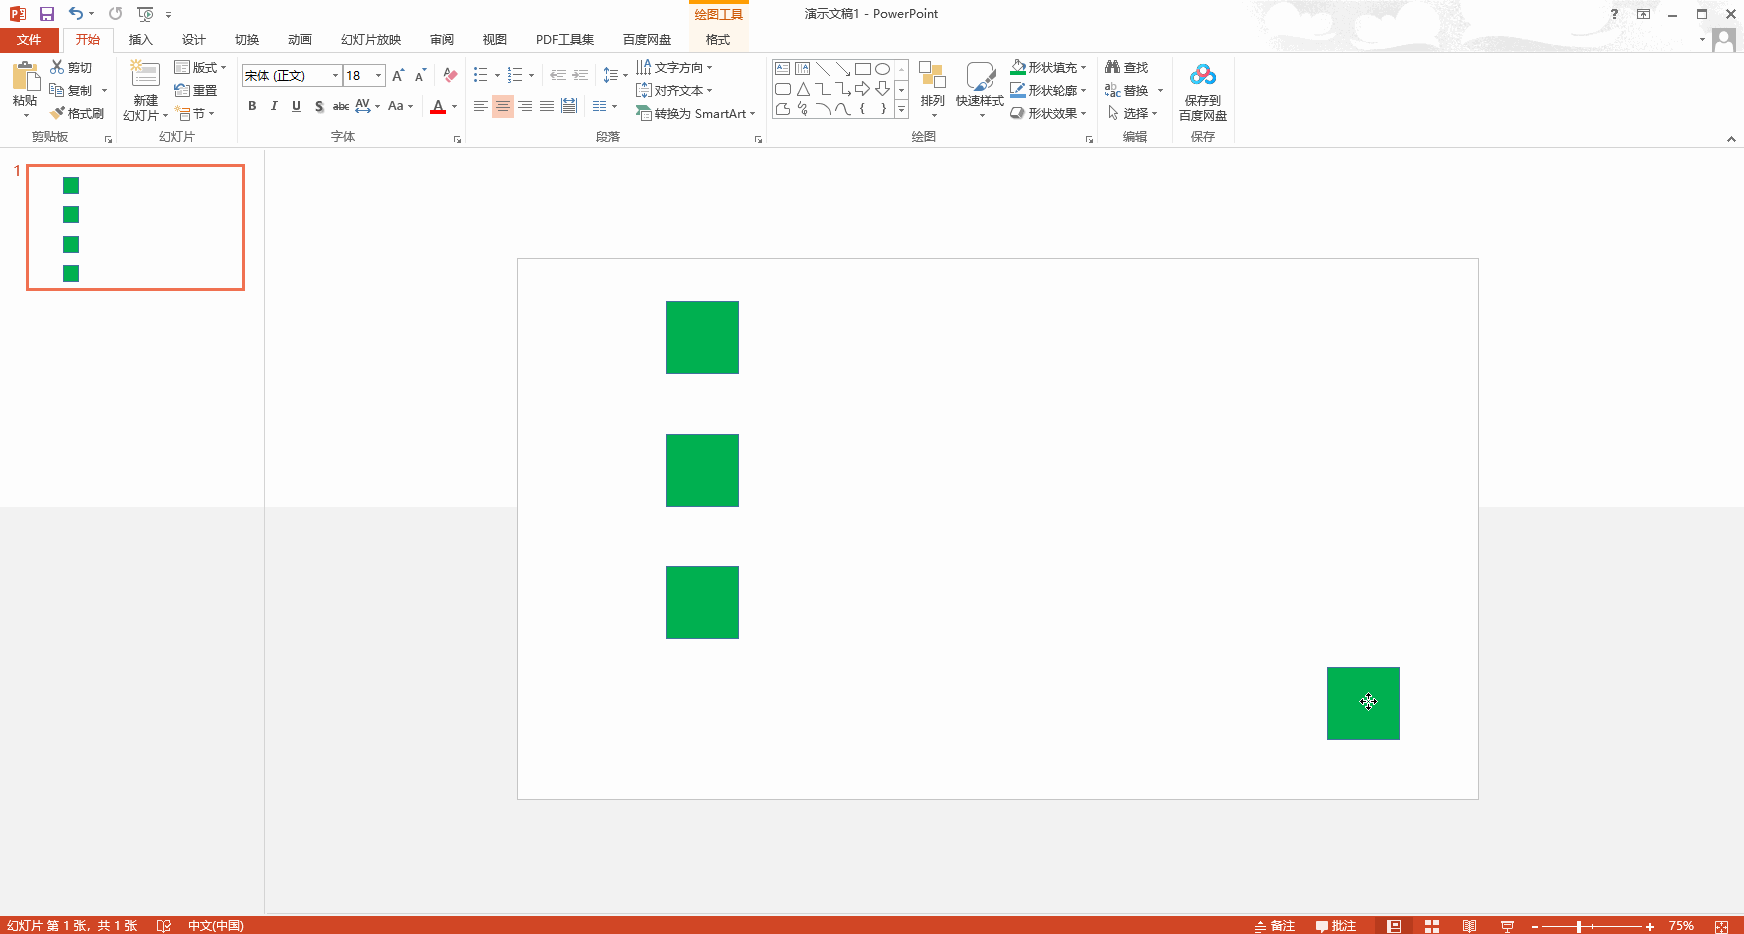 演示文稿1 - PowerPoint
绘图工具
文件 开始 插入 设计 切换 动画 幻灯片放映 审阅 视图 PDF工具集 百度网盘 格式
粘贴
剪切
复制
格式刷
剪贴板
新建
幻灯片
版式
重置
节
幻灯片
宋体 (正文) 18
B I U S abc AV Aa A
字体
文字方向
对齐文本
转换为 SmartArt
段落
排列
快速样式
形状填充
形状轮廓
形状效果
绘图
查找
替换
选择
编辑
保存到
百度网盘
保存
1
幻灯片 第 1 张，共 1 张 中文(中国) 备注 批注 75%